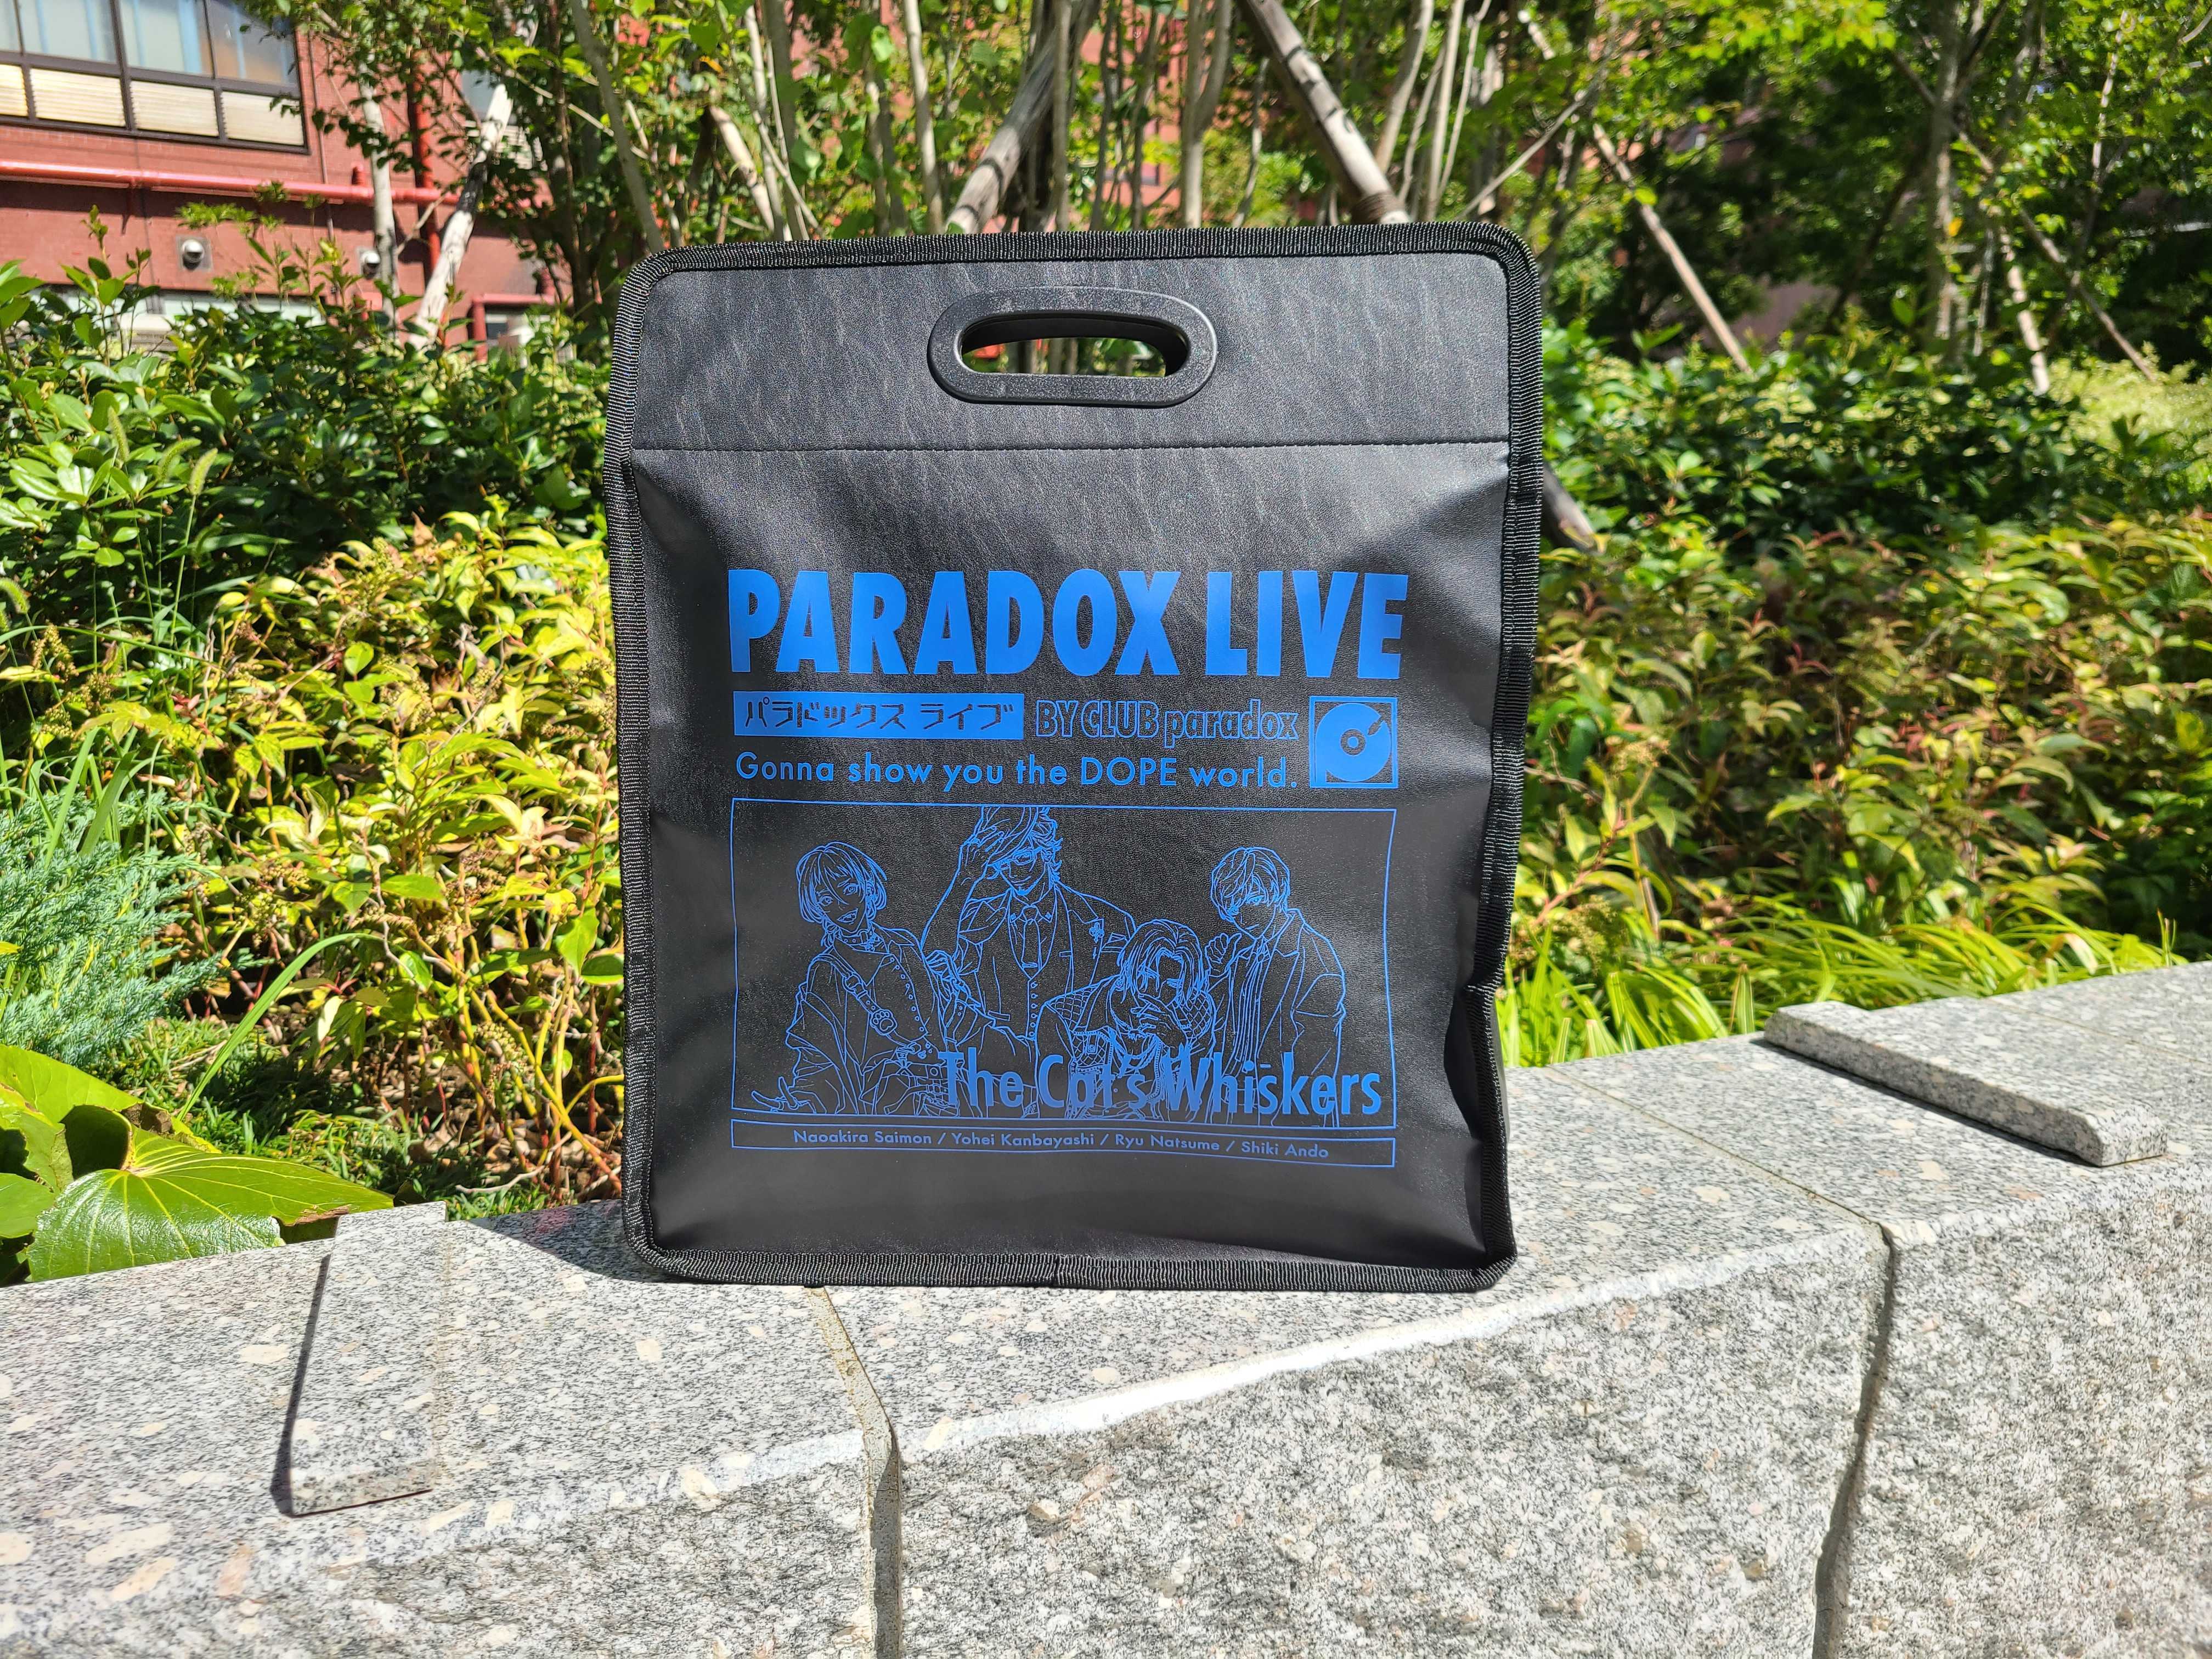 PARADOX LIVE
パラドックス ライブ BY CLUB paradox
Gonna show you the DOPE world.
The Cat's Whiskers
Naoakira Saimon / Yohei Kanbayashi / Ryu Natsume / Shiki Ando